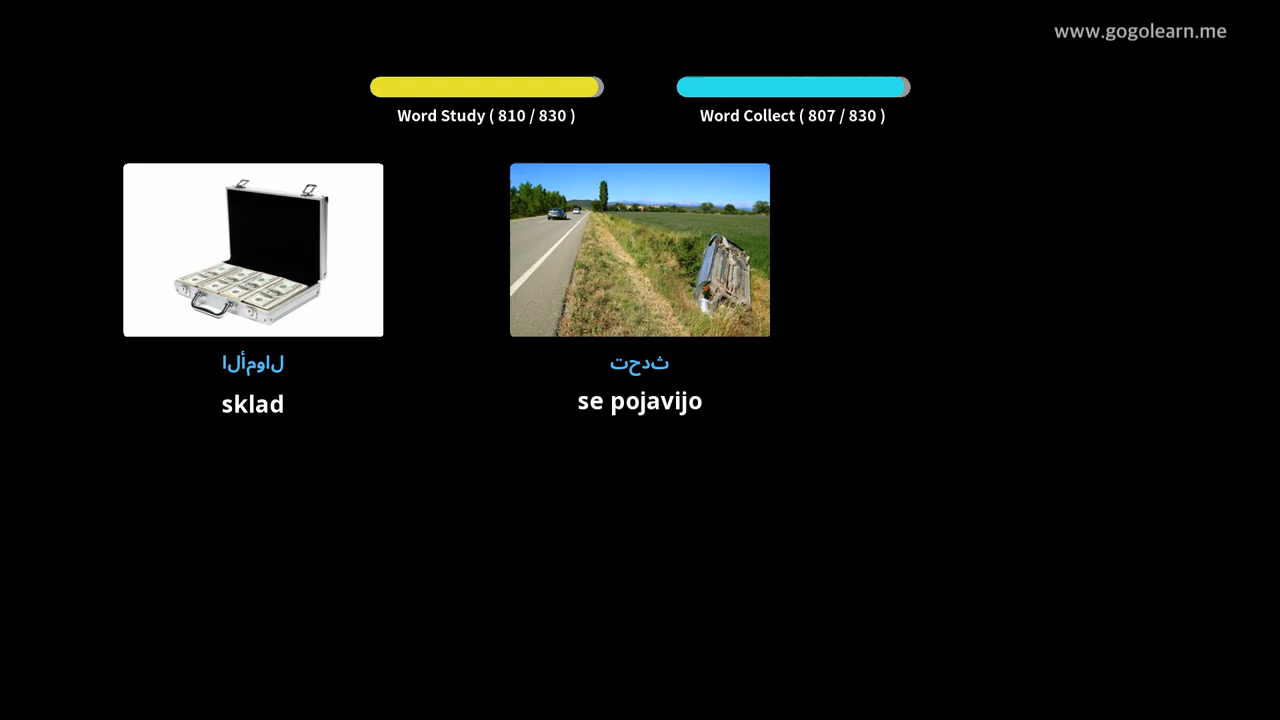 www.gogolearn.me
Word Study ( 810 / 830 )
Word Collect ( 807 / 830 )
الأموال
تحدث
sklad
se pojavijo